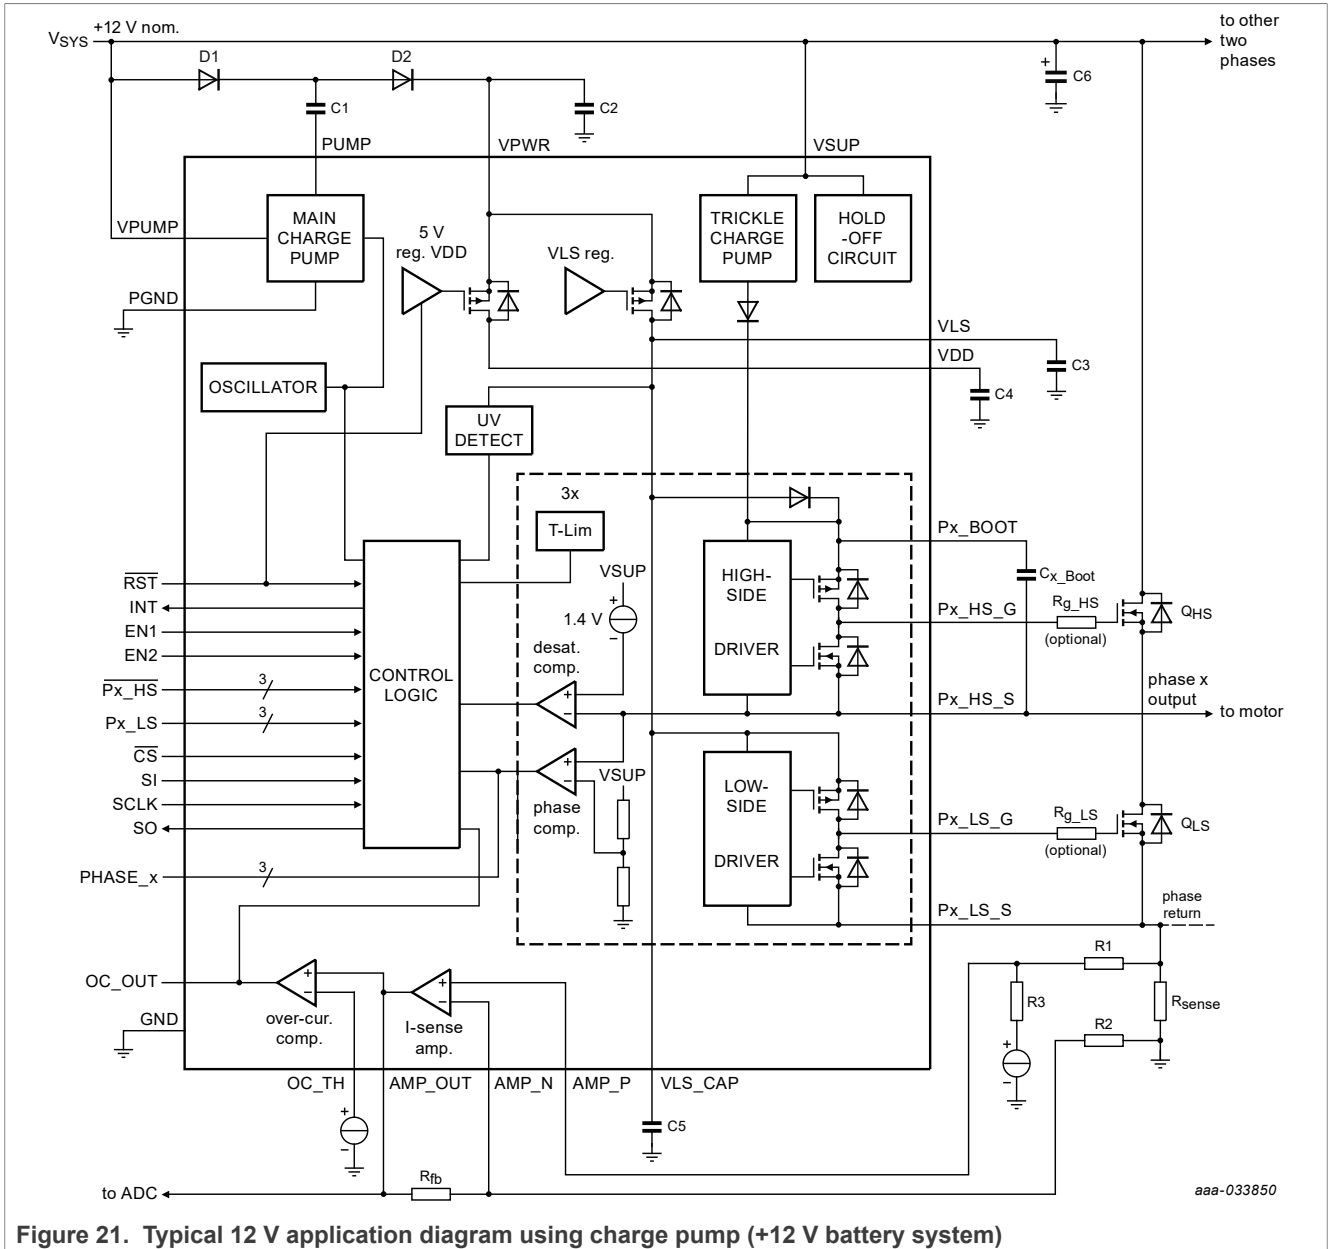 +12 V nom.
VSYS
to other
two
phases
D1
D2
C1
C2
C6
+
PUMP
VPWR
VSUP
MAIN
CHARGE
PUMP
VPUMP
PGND
5 V
reg. VDD
VLS reg.
TRICKLE
CHARGE
PUMP
HOLD
-OFF
CIRCUIT
VLS
VDD
C3
C4
OSCILLATOR
UV
DETECT
3x
T-Lim
VSUP
+
1.4 V
−
desat.
comp.
+
−
HIGH-
SIDE
DRIVER
Px_BOOT
Cx_Boot
Px_HS_G
Rg_HS
(optional)
QHS
Px_HS_S
phase x
output
to motor
RST
INT
EN1
EN2
Px_HS
3
Px_LS
3
CS
SI
SCLK
SO
PHASE_x
3
CONTROL
LOGIC
+
−
phase
comp.
VSUP
LOW-
SIDE
DRIVER
Px_LS_G
Rg_LS
(optional)
QLS
Px_LS_S
phase
return
OC_OUT
GND
+
−
over-cur.
comp.
+
−
I-sense
amp.
R1
R3
R2
Rsense
+
−
OC_TH
AMP_OUT
AMP_N
AMP_P
VLS_CAP
+
−
C5
Rfb
to ADC
aaa-033850
Figure 21. Typical 12 V application diagram using charge pump (+12 V battery system)